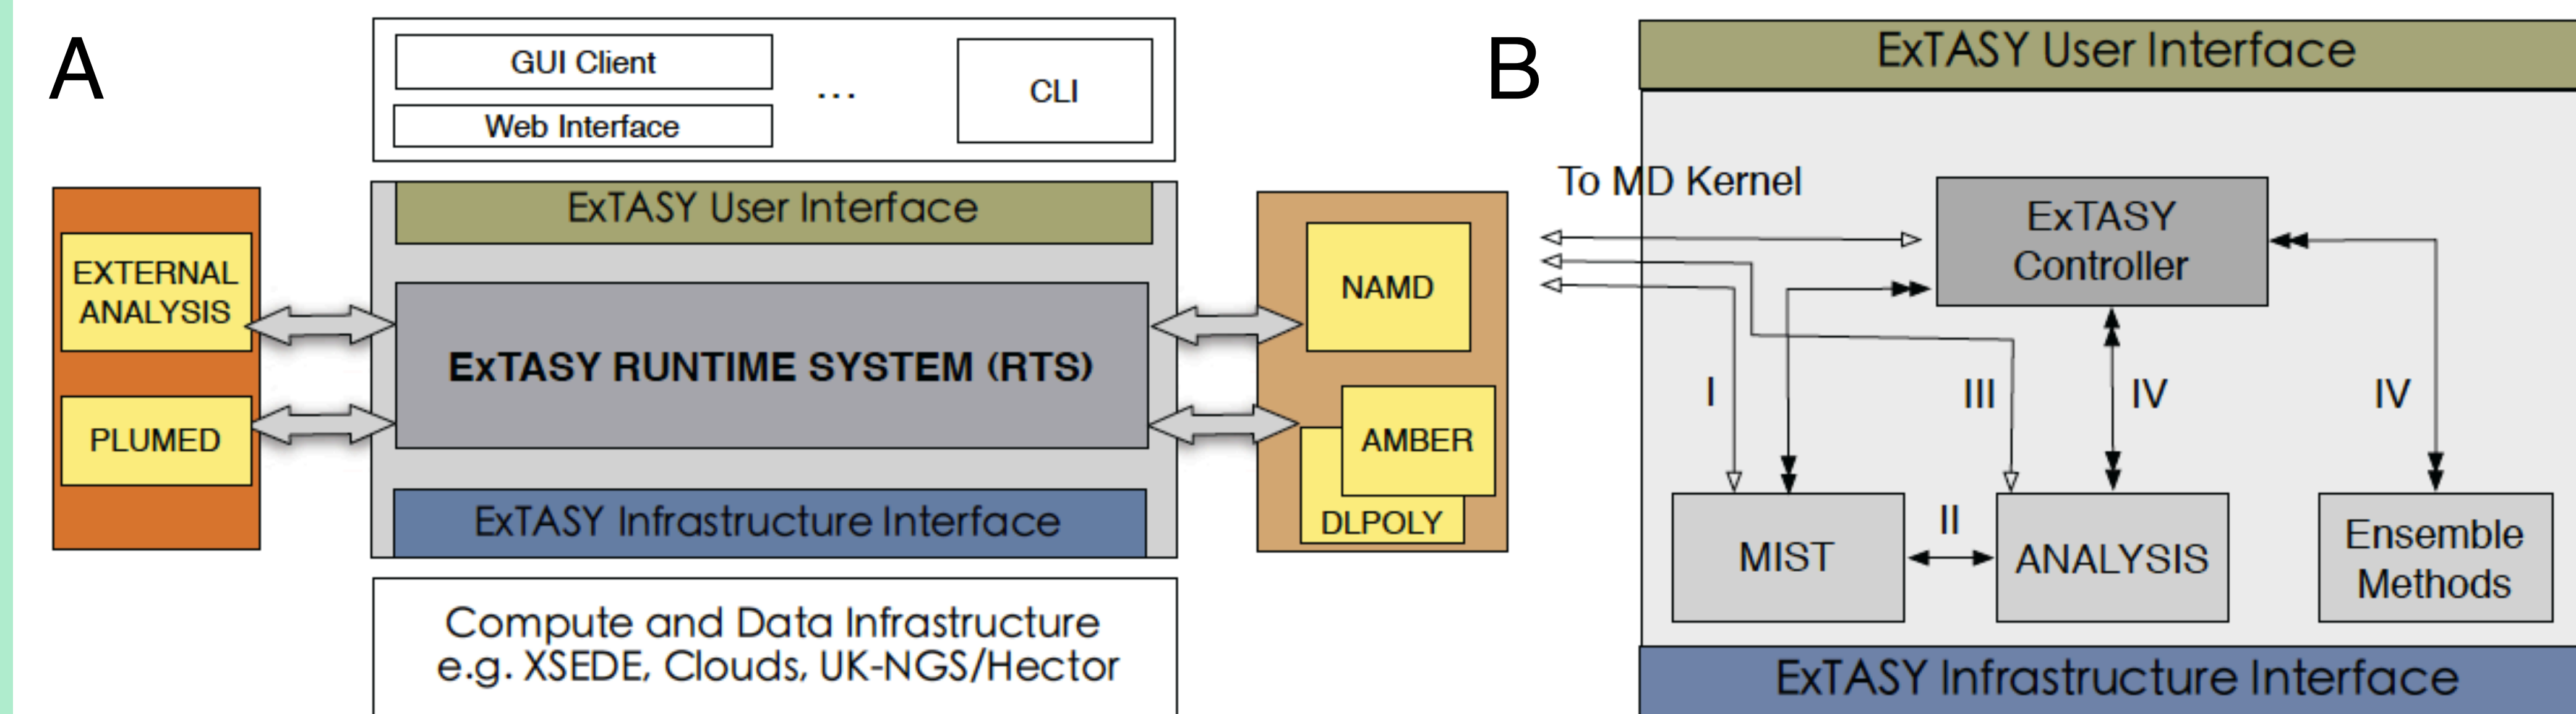 A
GUI Client
Web Interface
...
CLI
EXTERNAL
ANALYSIS
PLUMED
ExTASY User Interface
ExTASY RUNTIME SYSTEM (RTS)
ExTASY Infrastructure Interface
NAMD
AMBER
DLPOLY
Compute and Data Infrastructure
e.g. XSEDE, Clouds, UK-NGS/Hector
B
ExTASY User Interface
To MD Kernel
ExTASY
Controller
I
III
IV
IV
II
MIST
ANALYSIS
Ensemble
Methods
ExTASY Infrastructure Interface